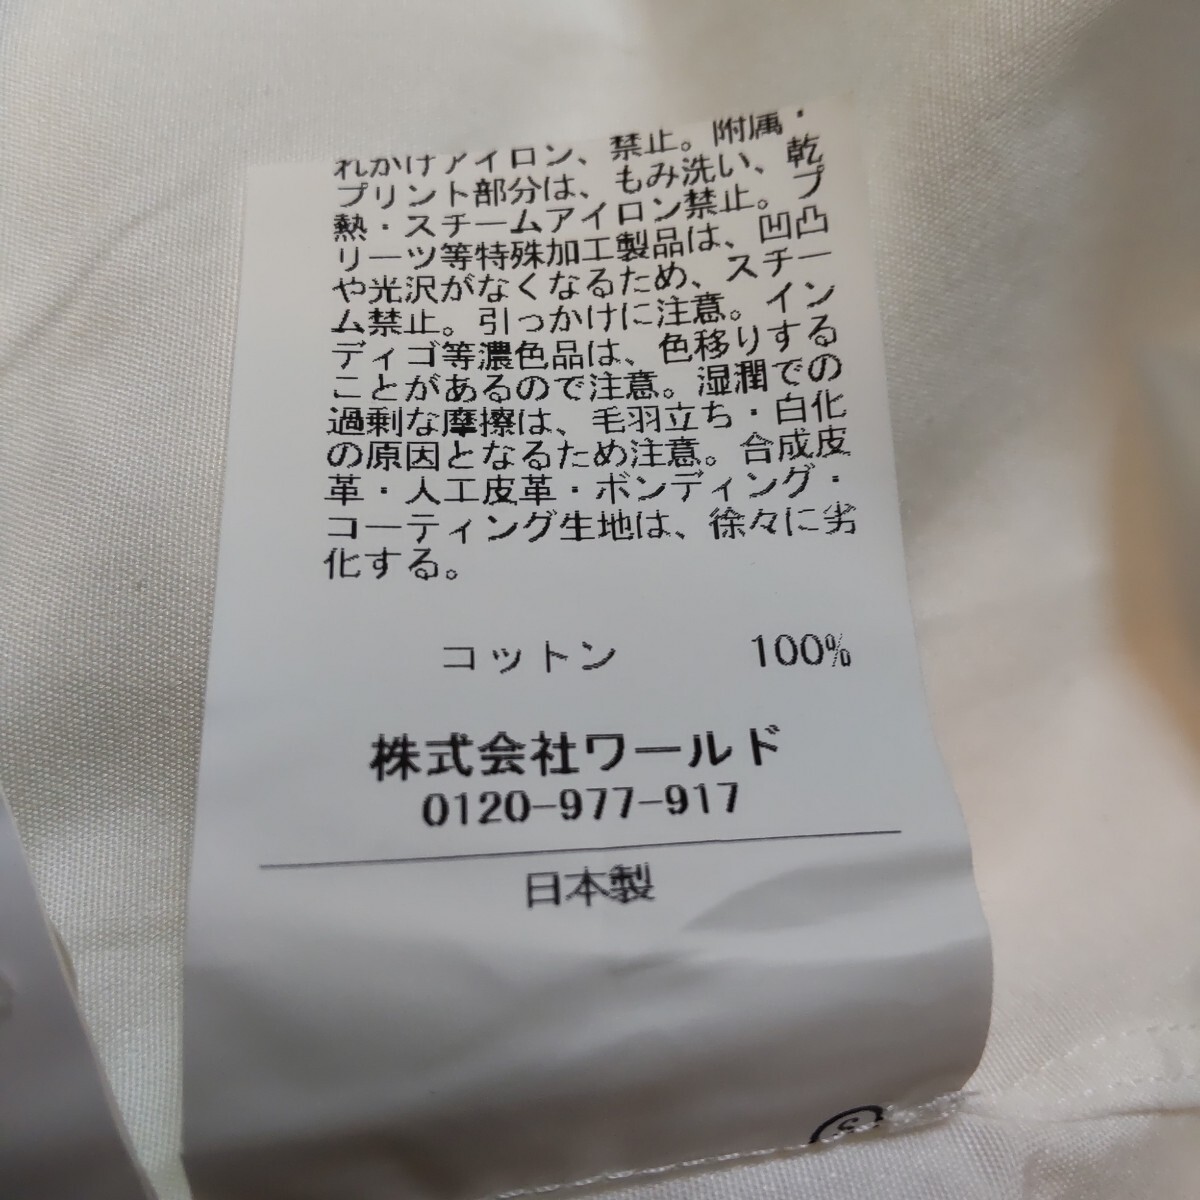 れかけアイロン、禁止。附属・
プリント部分は、もみ洗い、乾
熱・スチームアイロン禁止。プ
リーツ等特殊加工製品は、凹凸
や光沢がなくなるため、スチー
ム禁止。引っかけに注意。イン
ディゴ等濃色品は、色移りする
ことがあるので注意。湿潤での
過剰な摩擦は、毛羽立ち・白化
の原因となるため注意。合成皮
革・人工皮革・ボンディング・
コーティング生地は、徐々に劣
化する。
コットン 100%
株式会社ワールド
0120-977-917
日本製
S